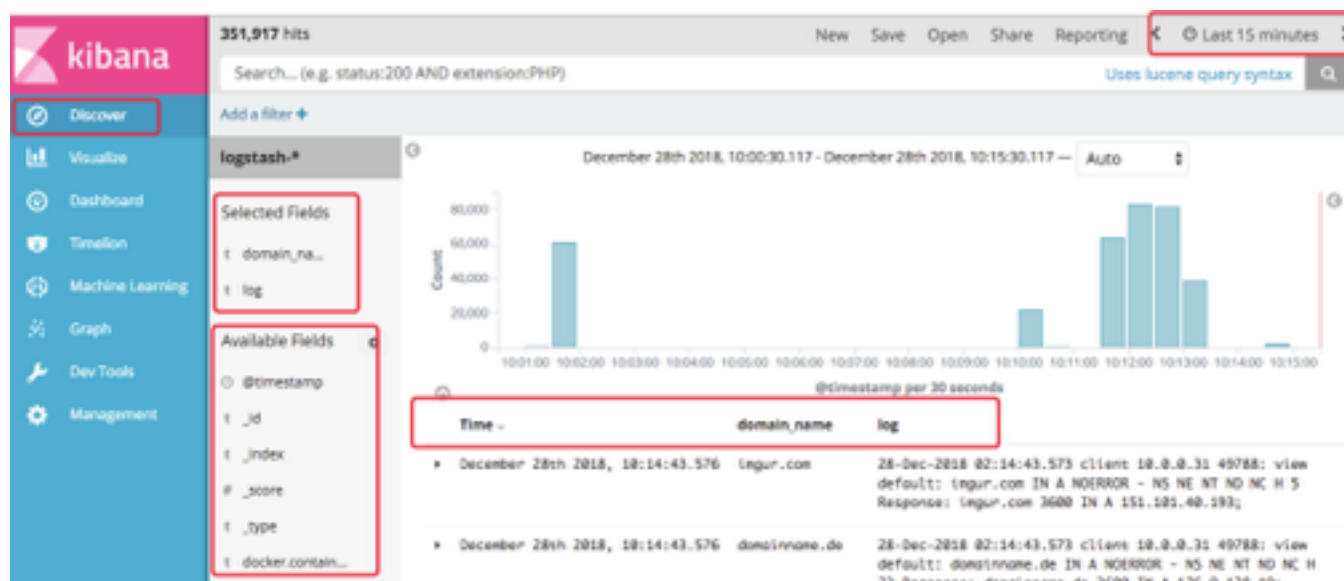 kibana
Discover
Visualize
Dashboard
Timelion
Machine Learning
Graph
Dev Tools
Management
351,917 hits
New Save Open Share Reporting Last 15 minutes
Search... (e.g. status:200 AND extension:PHP) Uses lucene query syntax
Add a filter +
logstash-*
Selected Fields
t domain_na...
t log
Available Fields
@timestamp
t _id
t _index
# _score
t _type
t docker.contain...
December 28th 2018, 10:00:30.117 - December 28th 2018, 10:15:30.117 — Auto
Count
80,000
60,000
40,000
20,000
0
10:01:00 10:02:00 10:03:00 10:04:00 10:05:00 10:06:00 10:07:00 10:08:00 10:09:00 10:10:00 10:11:00 10:12:00 10:13:00 10:14:00 10:15:00
@timestamp per 30 seconds
Time domain_name log
December 28th 2018, 10:14:43.576 imgur.com 28-Dec-2018 02:14:43.573 client 10.0.0.31 49788: view
default: imgur.com IN A NOERROR - NS NE NT ND NC H 5
Response: imgur.com 3600 IN A 151.101.40.193;
December 28th 2018, 10:14:43.576 domainname.de 28-Dec-2018 02:14:43.573 client 10.0.0.31 49788: view
default: domainname.de IN A NOERROR - NS NE NT ND NC H